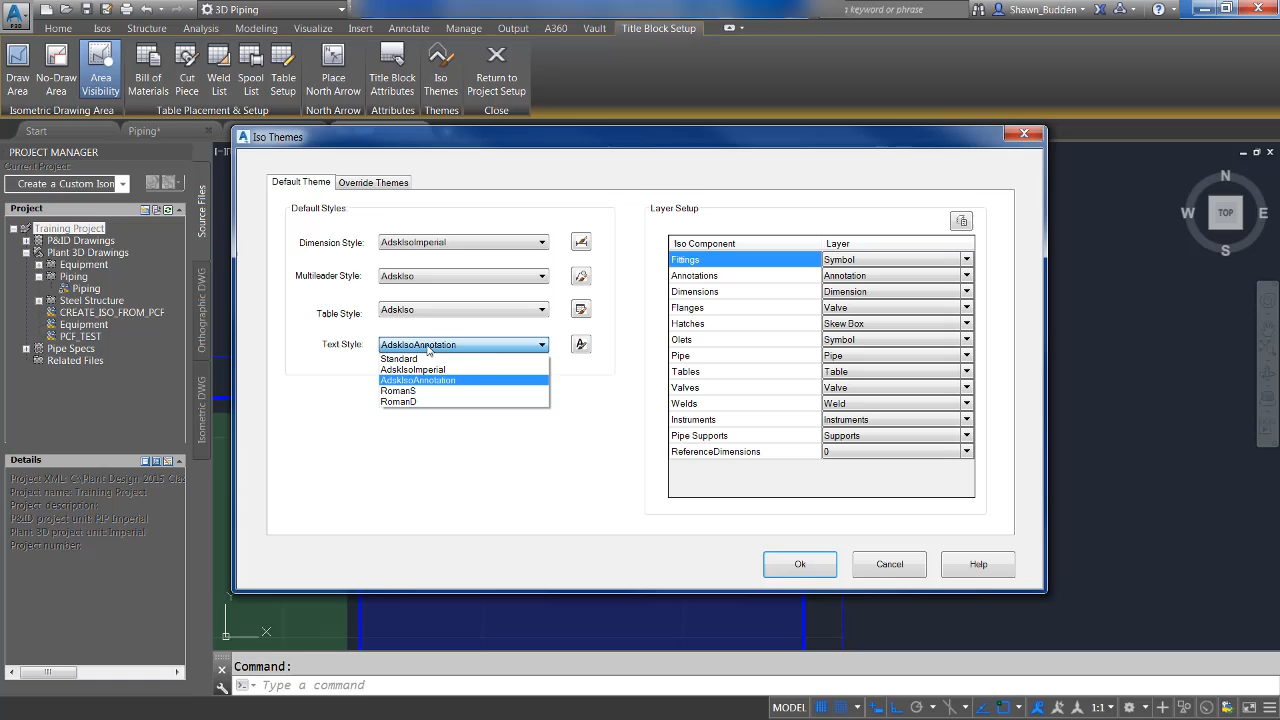 P3D
3D Piping
keyword or phrase
Shawn_Budden
Home Isos Structure Analysis Modeling Visualize Insert Annotate Manage Output A360 Vault Title Block Setup
Draw Area
No-Draw Area
Area Visibility
Bill of Materials
Cut Piece
Weld List
Spool List
Table Setup
Place North Arrow
Title Block Attributes
Iso Themes
Return to Project Setup
Isometric Drawing Area Table Placement & Setup North Arrow Attributes Themes Close
Start Piping*
PROJECT MANAGER
Current Project:
Create a Custom Ison
Project
Training Project
P&ID Drawings
Plant 3D Drawings
Equipment
Piping
Piping
Steel Structure
CREATE_ISO_FROM_PCF
Equipment
PCF_TEST
Pipe Specs
Related Files
Source Files
Orthographic DWG
Isometric DWG
Details
Project XML: C:\Plant Design 2015 Cla
Project name: Training Project
Project description:
P&ID project unit: PIP Imperial
Plant 3D project unit: Imperial
Project number:
Iso Themes
Default Theme Override Themes
Default Styles:
Dimension Style: AdskIsoImperial
Multileader Style: AdskIso
Table Style: AdskIso
Text Style: AdskIsoAnnotation
Standard
AdskIsoImperial
AdskIsoAnnotation
RomanS
RomanD
Layer Setup
Iso Component Layer
Fittings Symbol
Annotations Annotation
Dimensions Dimension
Flanges Valve
Hatches Skew Box
Olets Symbol
Pipe Pipe
Tables Table
Valves Valve
Welds Weld
Instruments Instruments
Pipe Supports Supports
ReferenceDimensions 0
Ok Cancel Help
N
W TOP E
S
X
Command:
Type a command
MODEL 1:1